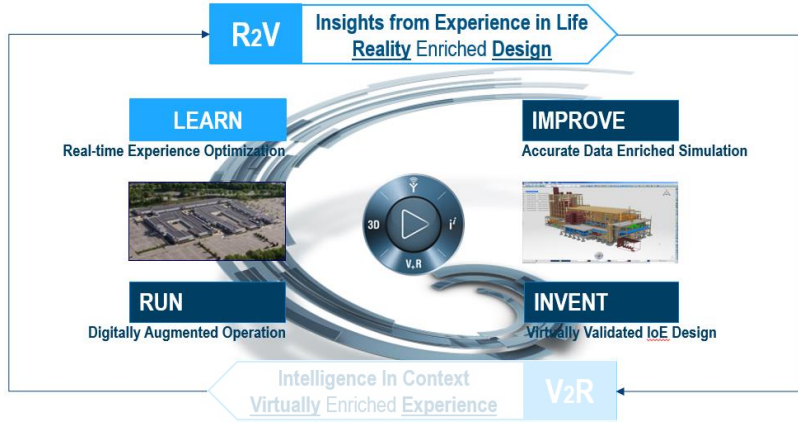 R2V
Insights from Experience in Life
Reality Enriched Design
LEARN
Real-time Experience Optimization
IMPROVE
Accurate Data Enriched Simulation
3D
i i
V.R
RUN
Digitally Augmented Operation
INVENT
Virtually Validated IoE Design
Intelligence In Context
Virtually Enriched Experience
V2R